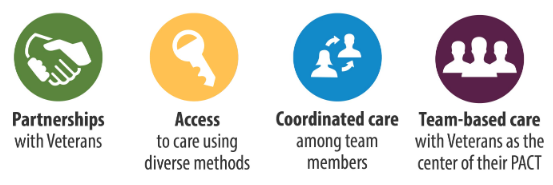 Partnerships
with Veterans
Access
to care using
diverse methods
Coordinated care
among team
members
Team-based care
with Veterans as the
center of their PACT